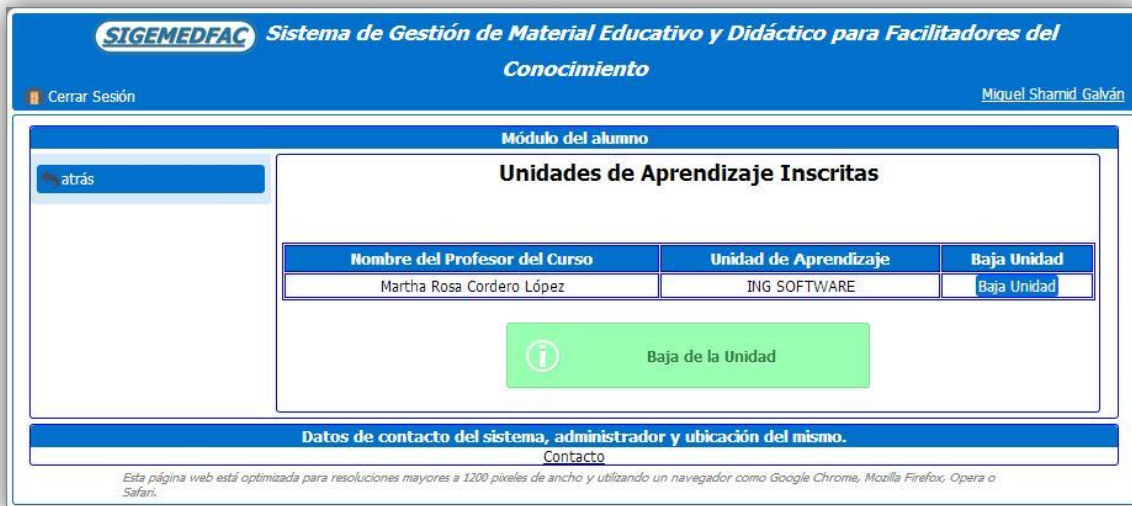 SIGEMEDFAC Sistema de Gestión de Material Educativo y Didáctico para Facilitadores del
Conocimiento
Cerrar Sesión
Miguel Shamid Galván
Módulo del alumno
atrás
Unidades de Aprendizaje Inscritas
Nombre del Profesor del Curso Unidad de Aprendizaje Baja Unidad
Martha Rosa Cordero López ING SOFTWARE Baja Unidad
Baja de la Unidad
Datos de contacto del sistema, administrador y ubicación del mismo.
Contacto
Esta página web está optimizada para resoluciones mayores a 1200 pixeles de ancho y utilizando un navegador como Google Chrome, Mozilla Firefox, Opera o
Safari.